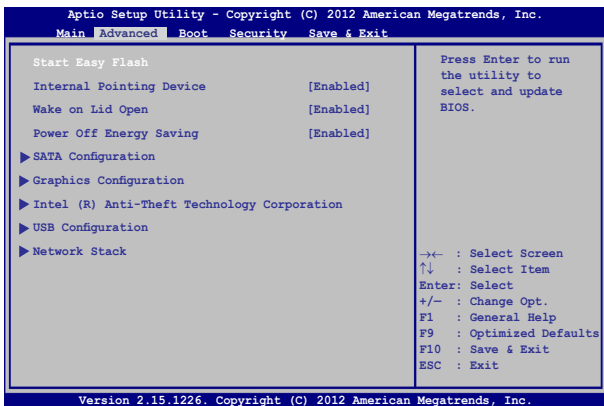 Aptio Setup Utility - Copyright (C) 2012 American Megatrends, Inc.
Main Advanced Boot Security Save & Exit
Start Easy Flash
Internal Pointing Device [Enabled]
Wake on Lid Open [Enabled]
Power Off Energy Saving [Enabled]
SATA Configuration
Graphics Configuration
Intel (R) Anti-Theft Technology Corporation
USB Configuration
Network Stack
Press Enter to run
the utility to
select and update
BIOS.
→← : Select Screen
↑↓ : Select Item
Enter: Select
+/— : Change Opt.
F1 : General Help
F9 : Optimized Defaults
F10 : Save & Exit
ESC : Exit
Version 2.15.1226. Copyright (C) 2012 American Megatrends, Inc.